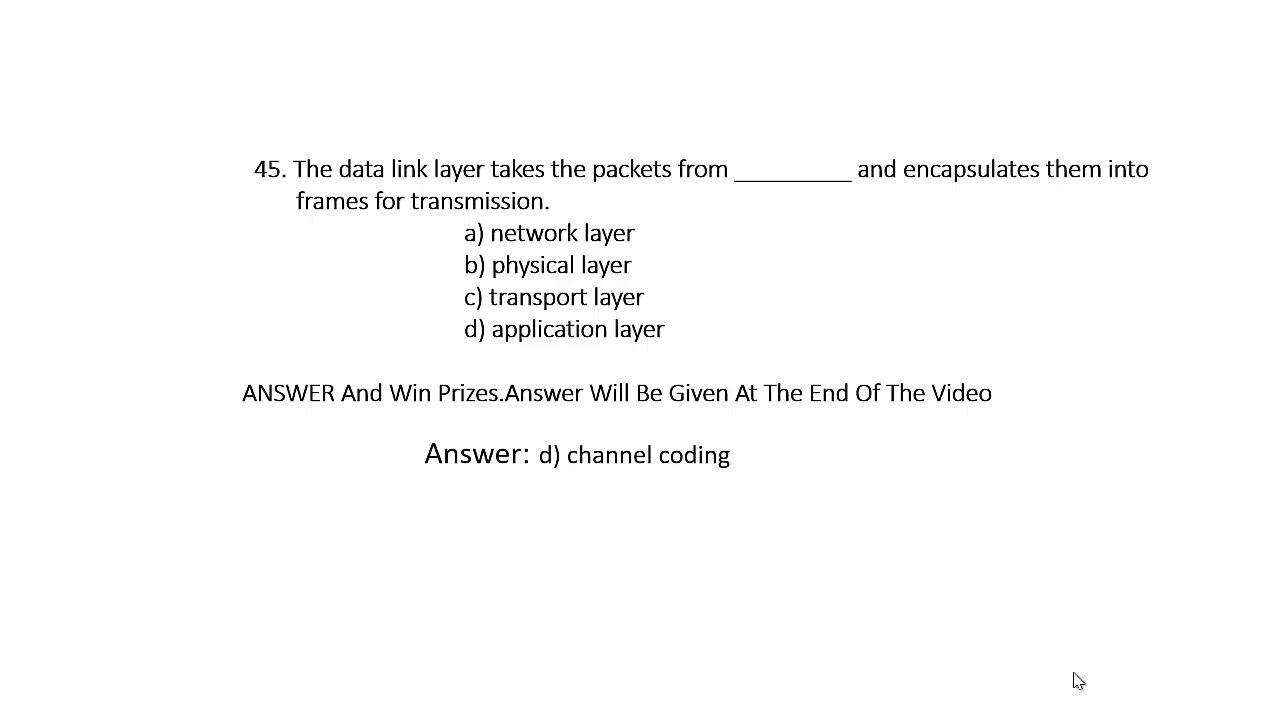 45. The data link layer takes the packets from _________ and encapsulates them into
frames for transmission.
a) network layer
b) physical layer
c) transport layer
d) application layer
ANSWER And Win Prizes.Answer Will Be Given At The End Of The Video
Answer: d) channel coding